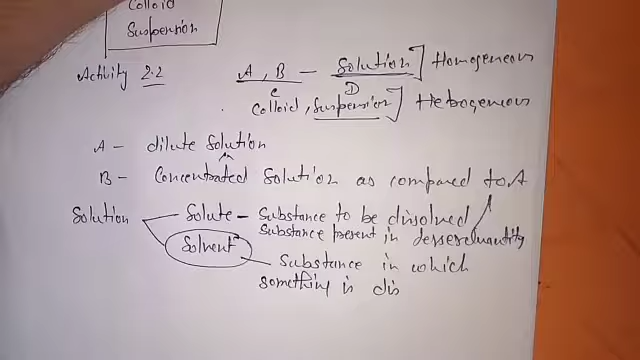 Colloid
Suspension
Activity 2.2
A, B - Solution ] Homogeneous
C D
Colloid, Suspension ] Hetrogeneous
A - dilute Solution
B - Concentrated Solution as compared to A
Solution Solute - Substance to be dissolved
Substance present in lesser quantity
Solvent
Substance in which
something is dis